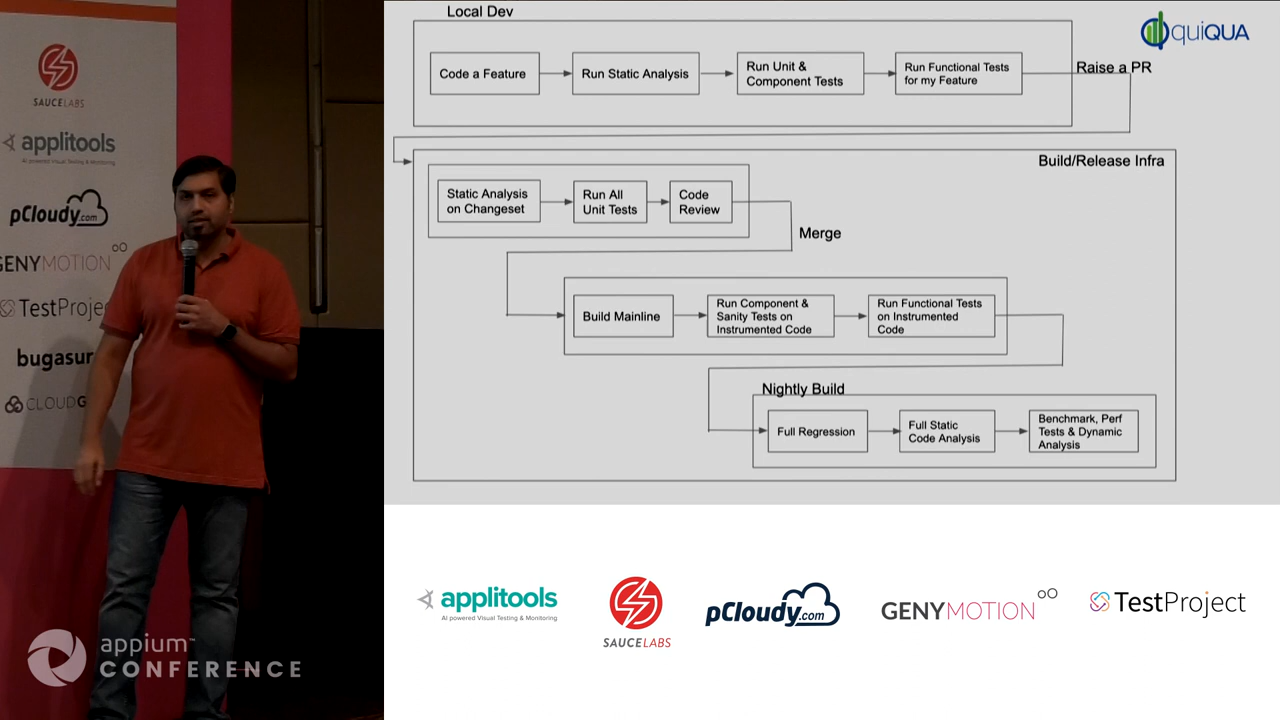 SAUCELABS
applitools
AI powered Visual Testing & Monitoring
pCloudy.com
GENYMOTION
TestProjec
bugasur
CLOUDG
appium™
CONFERENCE
Local Dev
quiQUA
Code a Feature
Run Static Analysis
Run Unit &
Component Tests
Run Functional Tests
for my Feature
Raise a PR
Build/Release Infra
Static Analysis
on Changeset
Run All
Unit Tests
Code
Review
Merge
Build Mainline
Run Component &
Sanity Tests on
Instrumented Code
Run Functional Tests
on Instrumented
Code
Nightly Build
Full Regression
Full Static
Code Analysis
Benchmark, Perf
Tests & Dynamic
Analysis
applitools
AI powered Visual Testing & Monitoring
SAUCELABS
pCloudy.com
GENYMOTION
TestProject